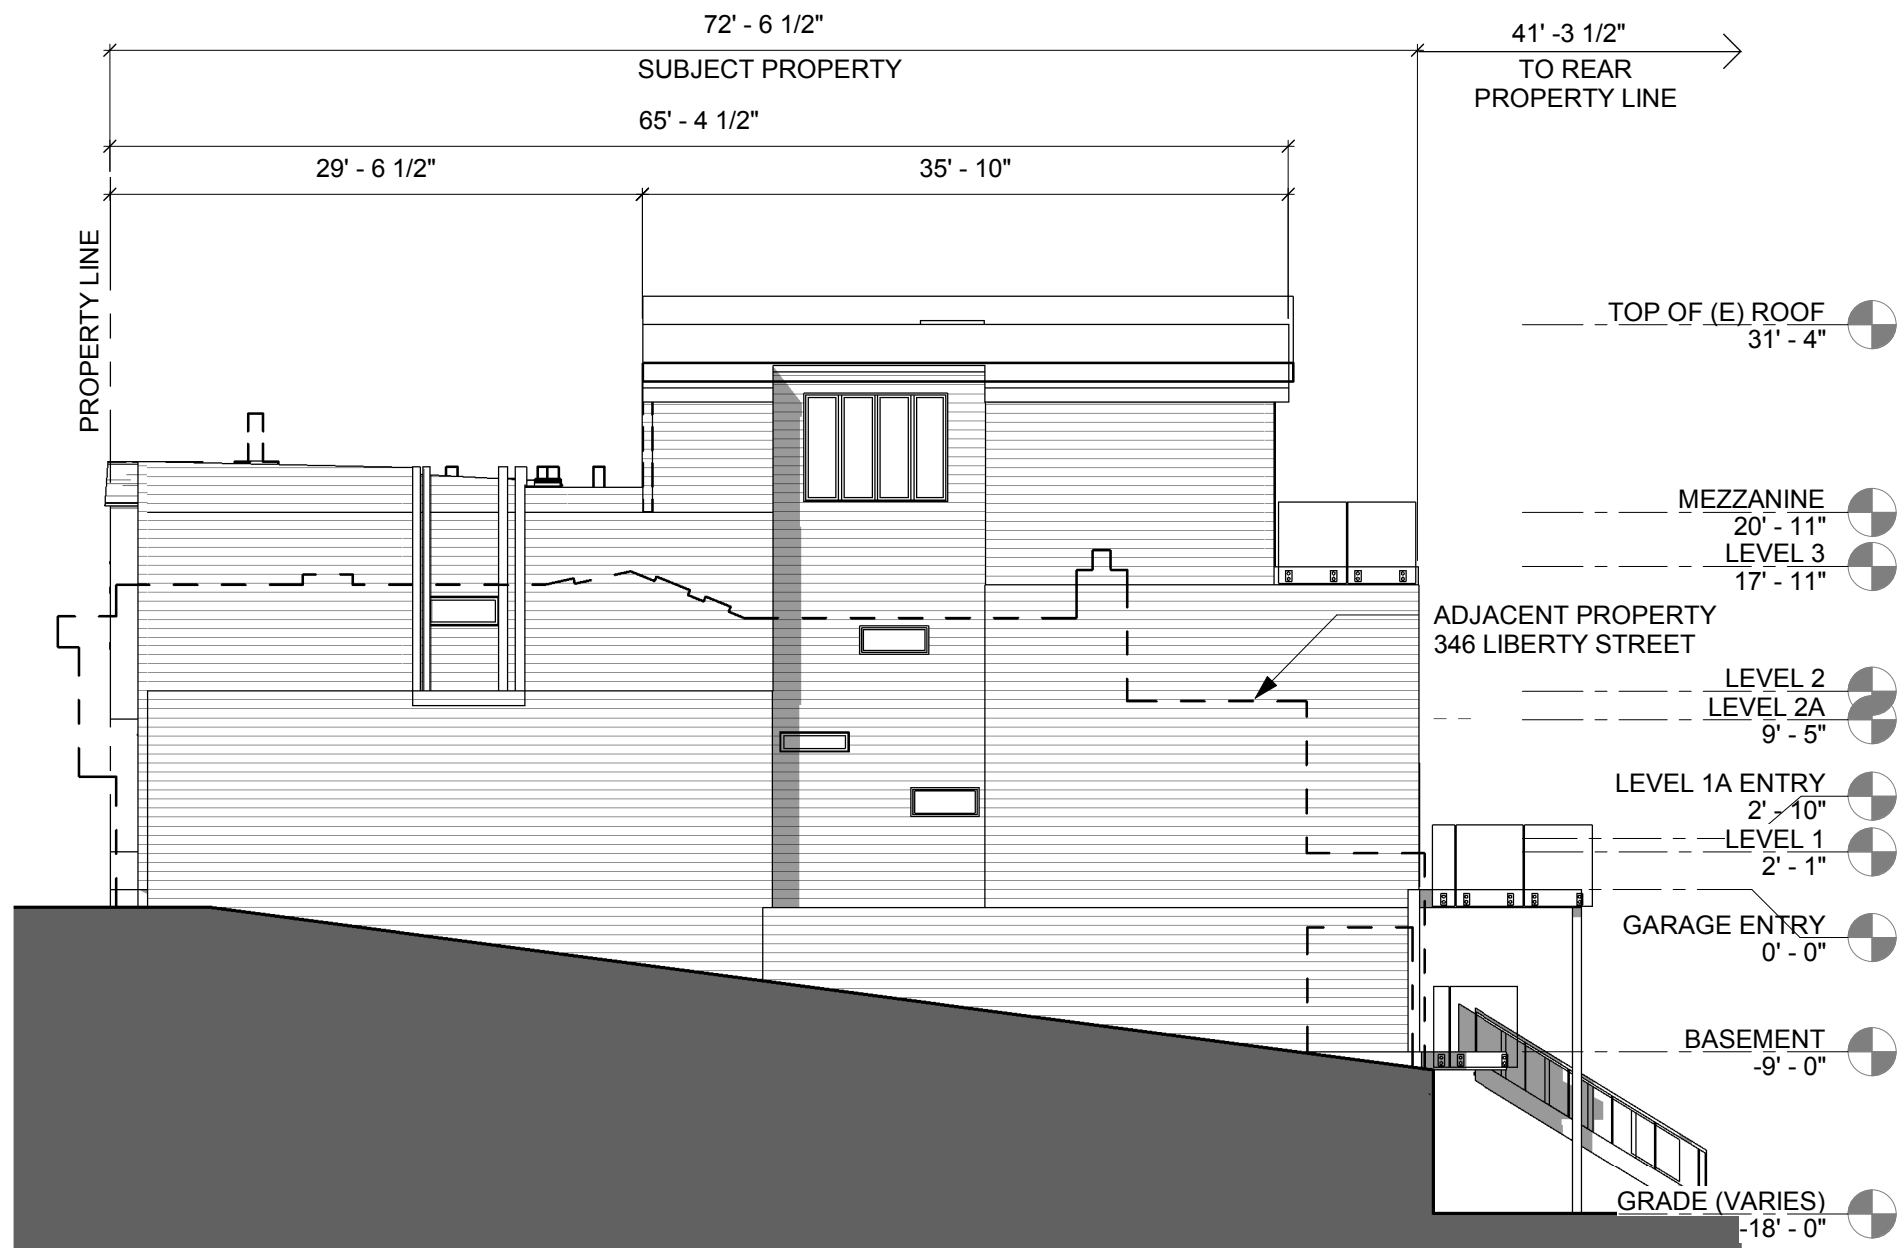 72' - 6 1/2"
SUBJECT PROPERTY
41' -3 1/2"
TO REAR
PROPERTY LINE
65' - 4 1/2"
29' - 6 1/2"
35' - 10"
PROPERTY LINE
TOP OF (E) ROOF
31' - 4"
MEZZANINE
20' - 11"
LEVEL 3
17' - 11"
ADJACENT PROPERTY
346 LIBERTY STREET
LEVEL 2
LEVEL 2A
9' - 5"
LEVEL 1A ENTRY
2' - 10"
LEVEL 1
2' - 1"
GARAGE ENTRY
0' - 0"
BASEMENT
-9' - 0"
GRADE (VARIES)
-18' - 0"